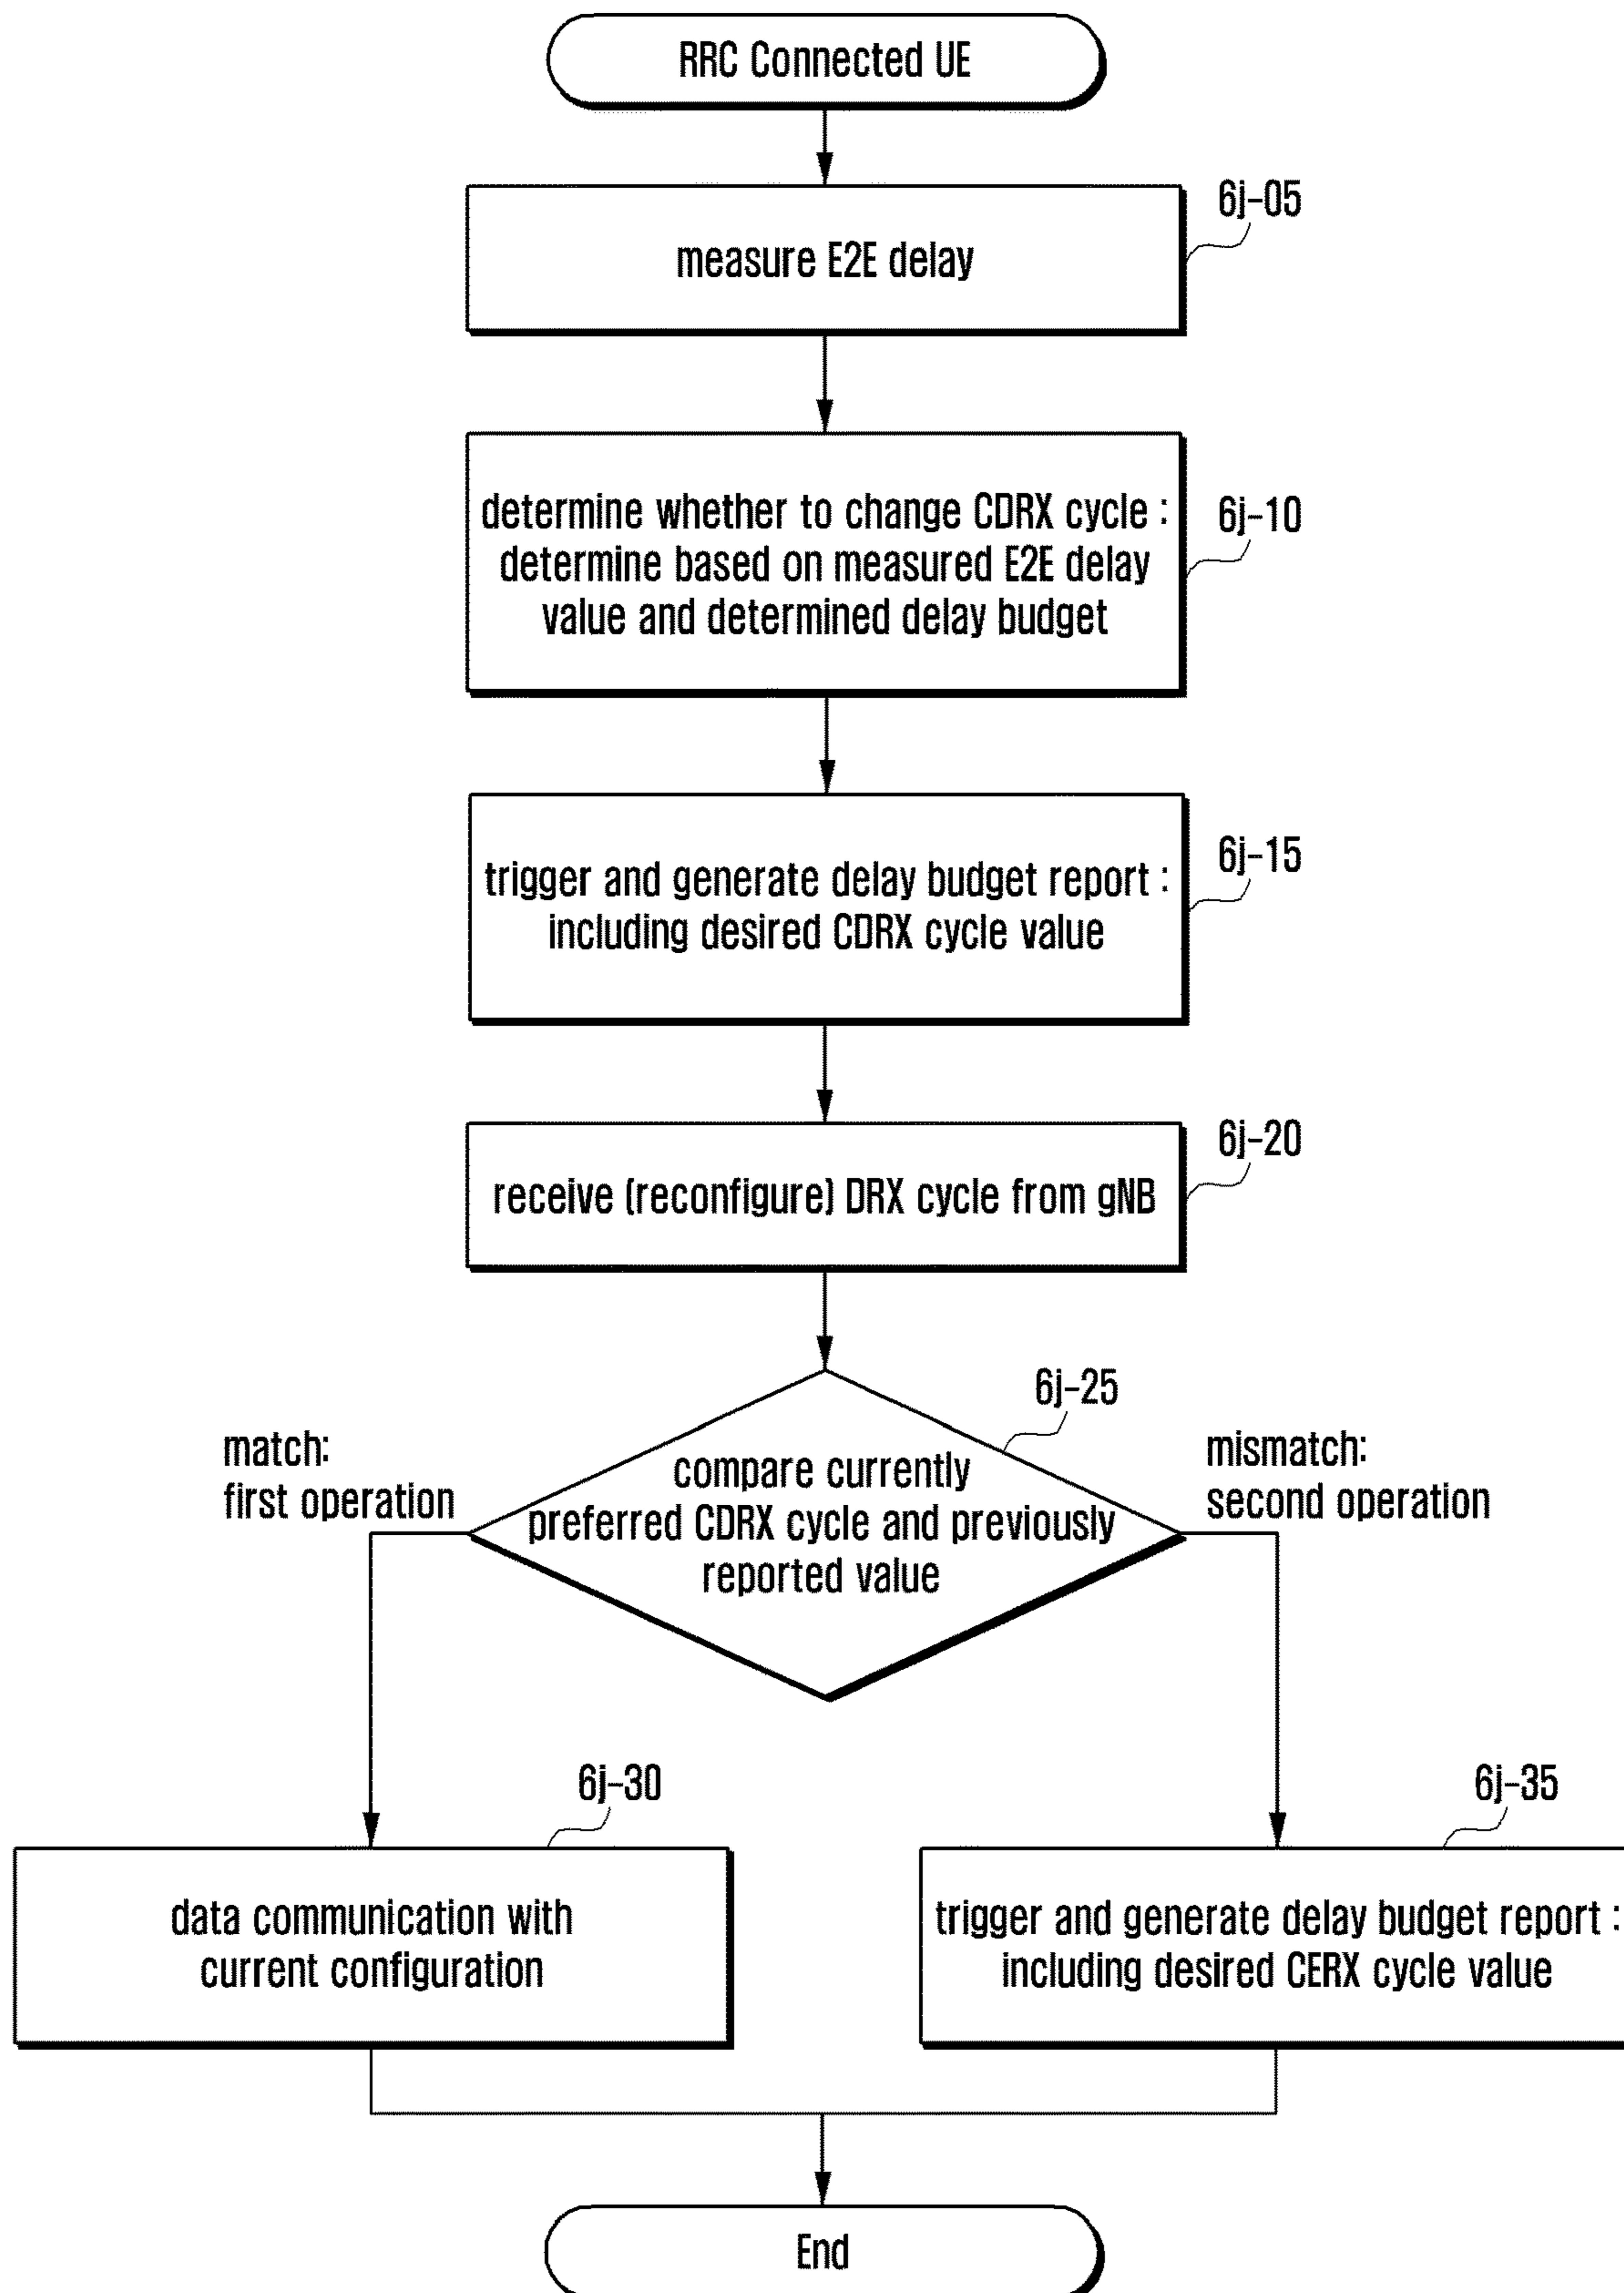 RRC Connected UE
6j-05
measure E2E delay
determine whether to change CDRX cycle :
determine based on measured E2E delay
value and determined delay budget
6j-10
trigger and generate delay budget report :
including desired CDRX cycle value
6j-15
6j-20
receive (reconfigure) DRX cycle from gNB
6j-25
match:
first operation
compare currently
preferred CDRX cycle and previously
reported value
mismatch:
second operation
6j-30
6j-35
data communication with
current configuration
trigger and generate delay budget report :
including desired CERX cycle value
End